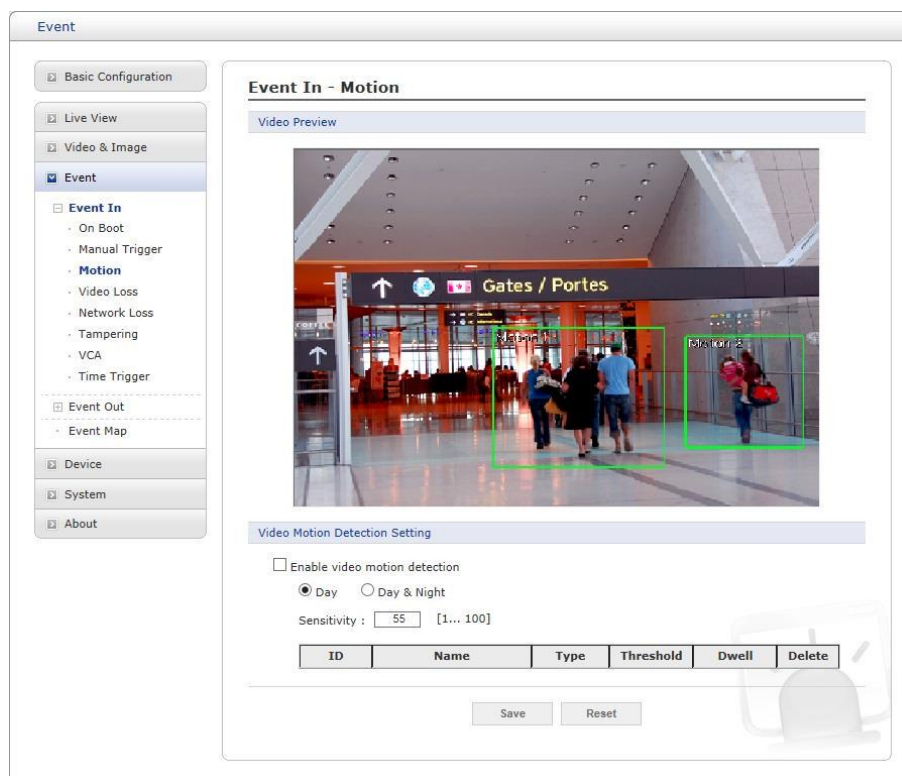 Event
Basic Configuration
Live View
Video & Image
Event
Event In
On Boot
Manual Trigger
Motion
Video Loss
Network Loss
Tampering
VCA
Time Trigger
Event Out
Event Map
Device
System
About
Event In - Motion
Video Preview
Gates / Portes
Motion 1
Motion 2
Video Motion Detection Setting
Enable video motion detection
Day Day & Night
Sensitivity : 55 [1... 100]
ID Name Type Threshold Dwell Delete
Save Reset